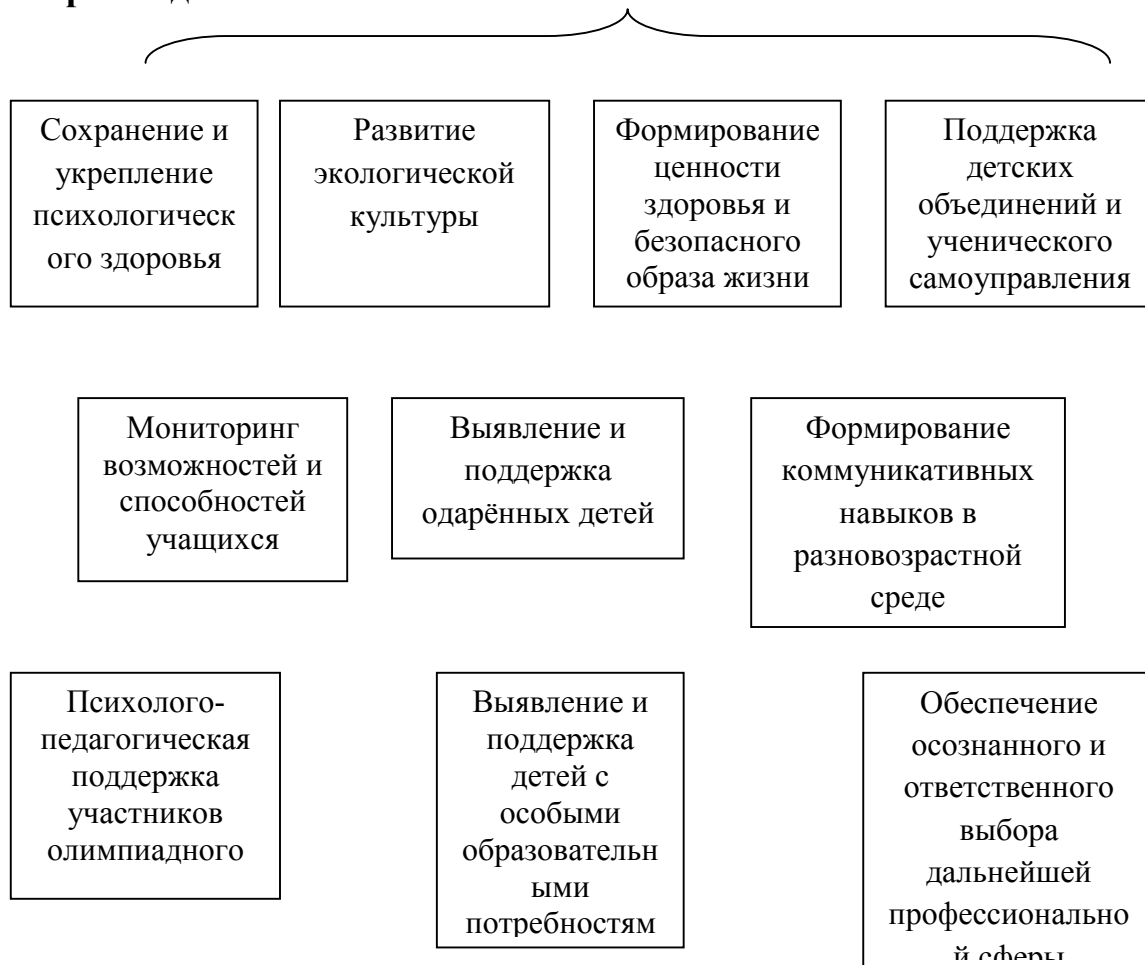 Сохранение и
укрепление
психологическ
ого здоровья
Развитие
экологической
культуры
Формирование
ценности
здоровья и
безопасного
образа жизни
Поддержка
детских
объединений и
ученического
самоуправления
Мониторинг
возможностей и
способностей
учащихся
Выявление и
поддержка
одарённых детей
Формирование
коммуникативных
навыков в
разновозрастной
среде
Психолого-
педагогическая
поддержка
участников
олимпиадного
Выявление и
поддержка
детей с
особыми
образовательн
ыми
потребностям
Обеспечение
осознанного и
ответственного
выбора
дальнейшей
профессионально
й сферы